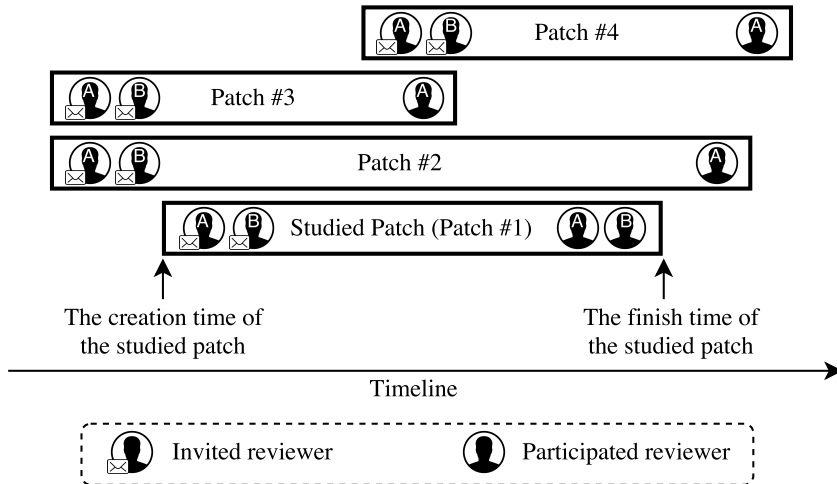 A B Patch #4 A
A B Patch #3 A
A B Patch #2 A
A B Studied Patch (Patch #1) A B
The creation time of
the studied patch
The finish time of
the studied patch
Timeline
Invited reviewer
Participated reviewer